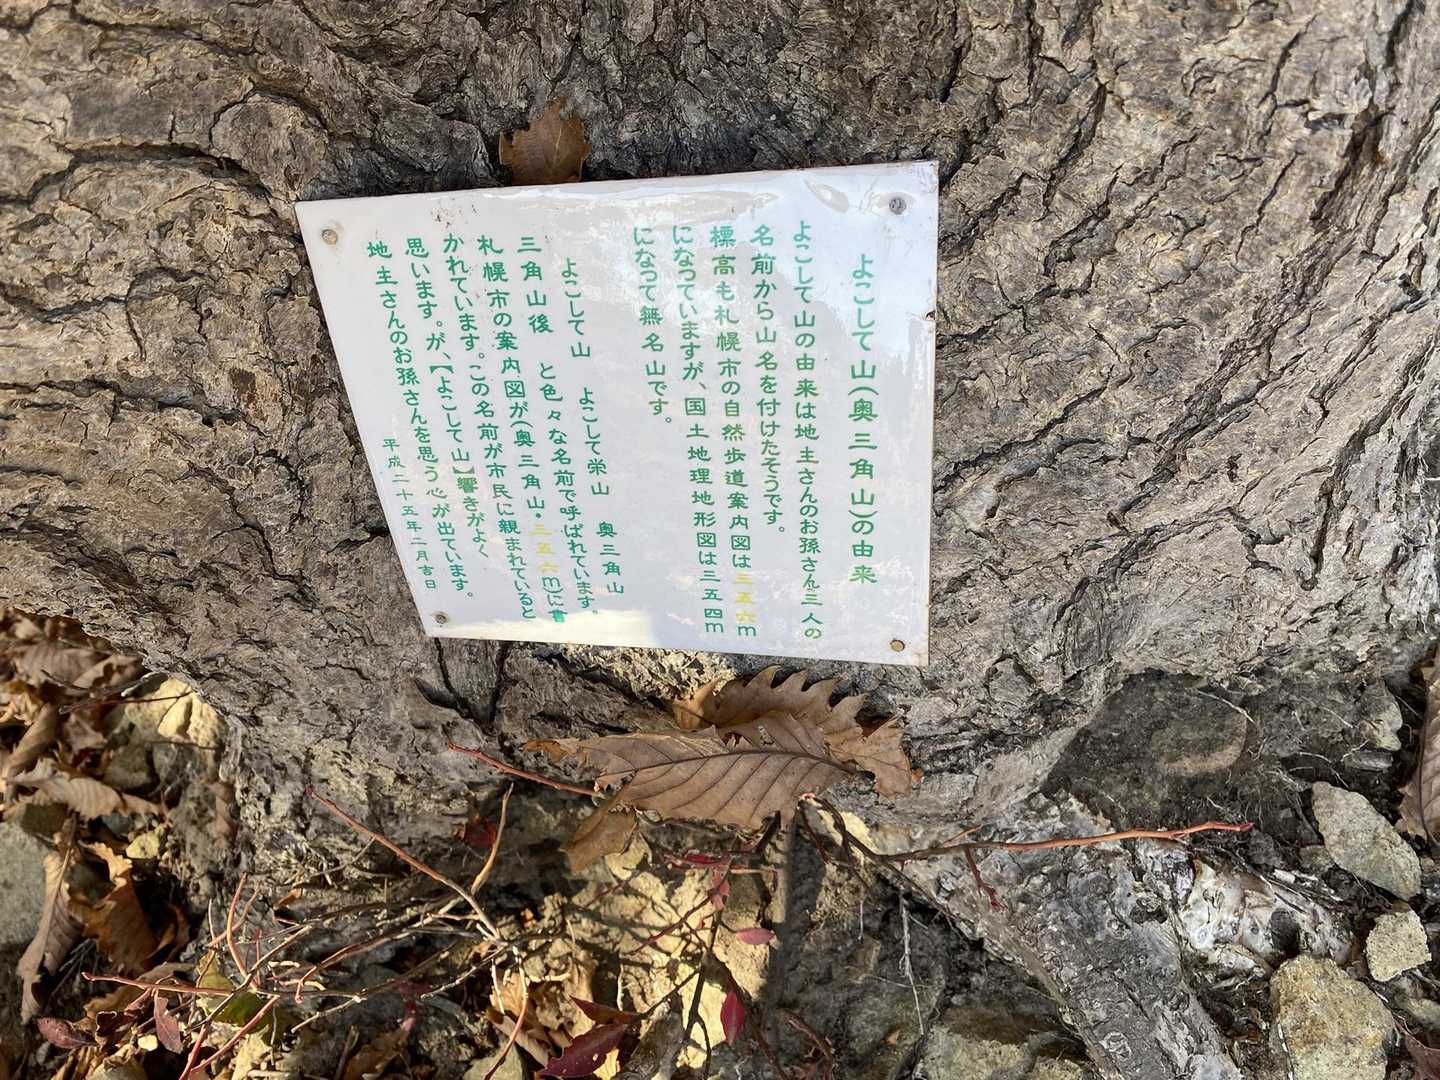 よこして山(奥三角山)の由来
よこして山の由来は地主さんのお孫さん三人の
名前から山名を付けたそうです。
標高も札幌市の自然歩道案内図は三五六m
になっていますが、国土地理地形図は三五四m
になって無名山です。
よこして山 よこして栄山 奥三角山
三角山後 と色々な名前で呼ばれています。
札幌市の案内図が(奥三角山・三五六m)に書
かれています。この名前が市民に親まれていると
思います。が、【よこして山】響きがよく
地主さんのお孫さんを思う心が出ています。
平成二十五年二月吉日